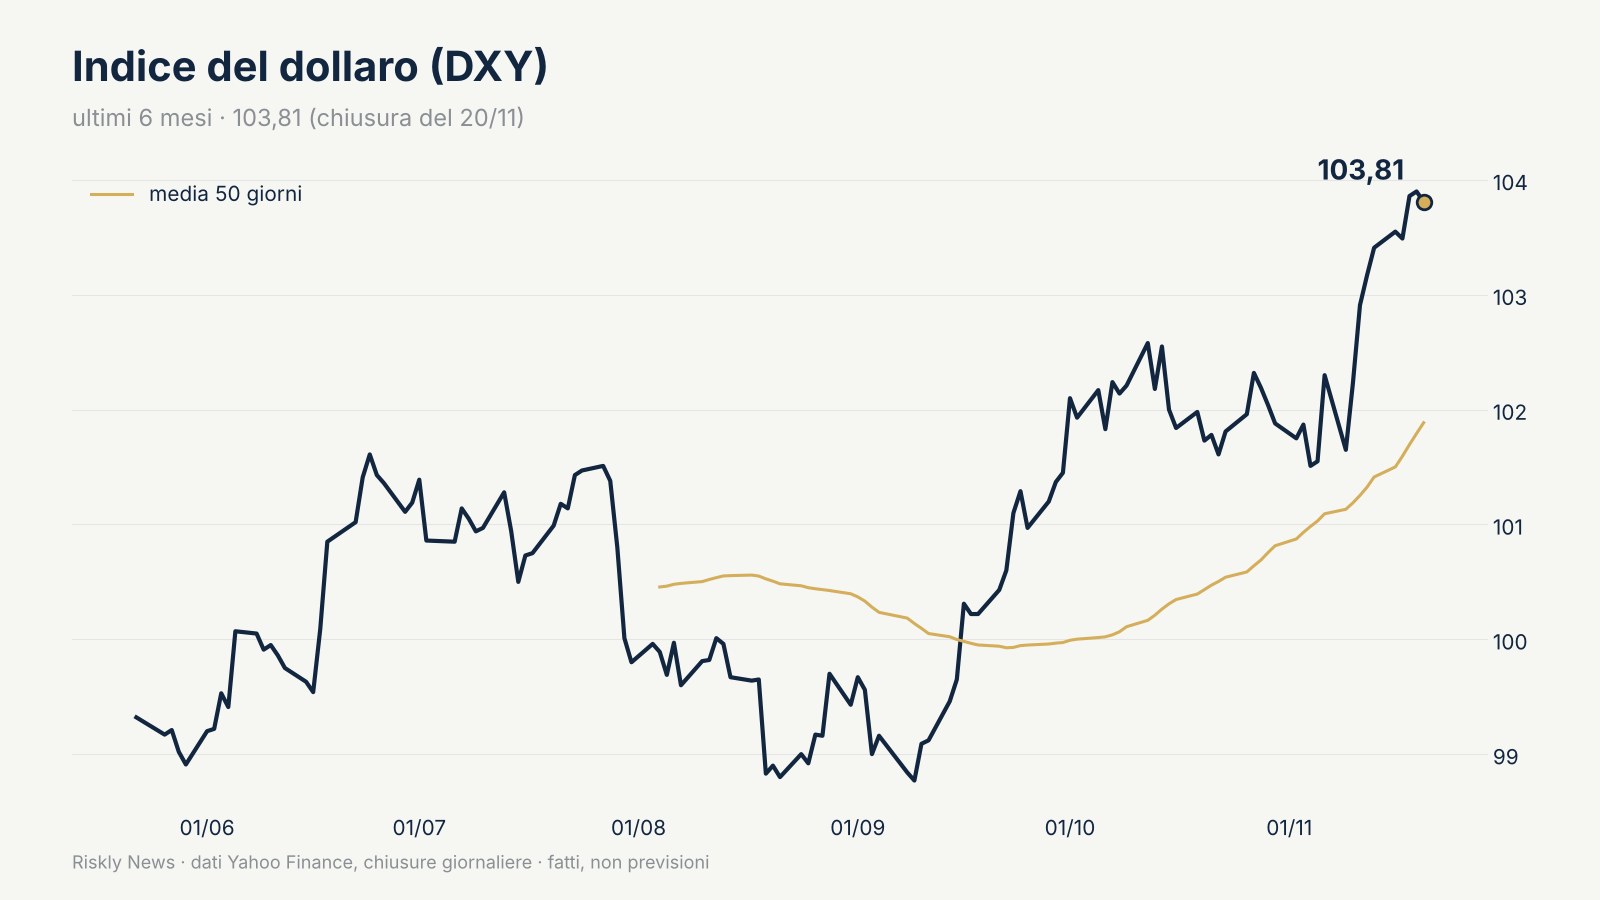 Indice del dollaro (DXY)
ultimi 6 mesi · 103,81 (chiusura del 20/11)
media 50 giorni
103,81
104
103
102
101
100
99
01/06 01/07 01/08 01/09 01/10 01/11
Riskly News · dati Yahoo Finance, chiusure giornaliere · fatti, non previsioni